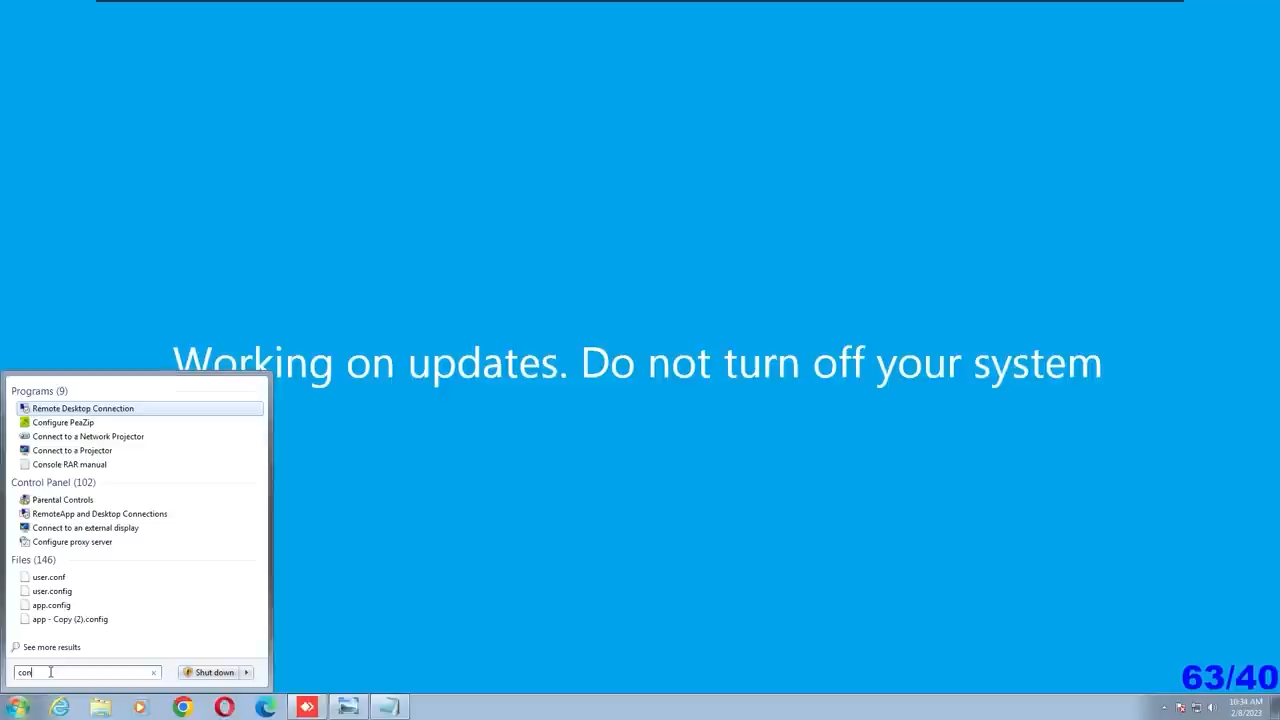 Working on updates. Do not turn off your system
Programs (9)
Remote Desktop Connection
Configure PeaZip
Connect to a Network Projector
Connect to a Projector
Console RAR manual
Control Panel (102)
Parental Controls
RemoteApp and Desktop Connections
Connect to an external display
Configure proxy server
Files (146)
user.conf
user.config
app.config
app - Copy (2).config
See more results
con
Shut down
63/40
10:34 AM
2/8/2023